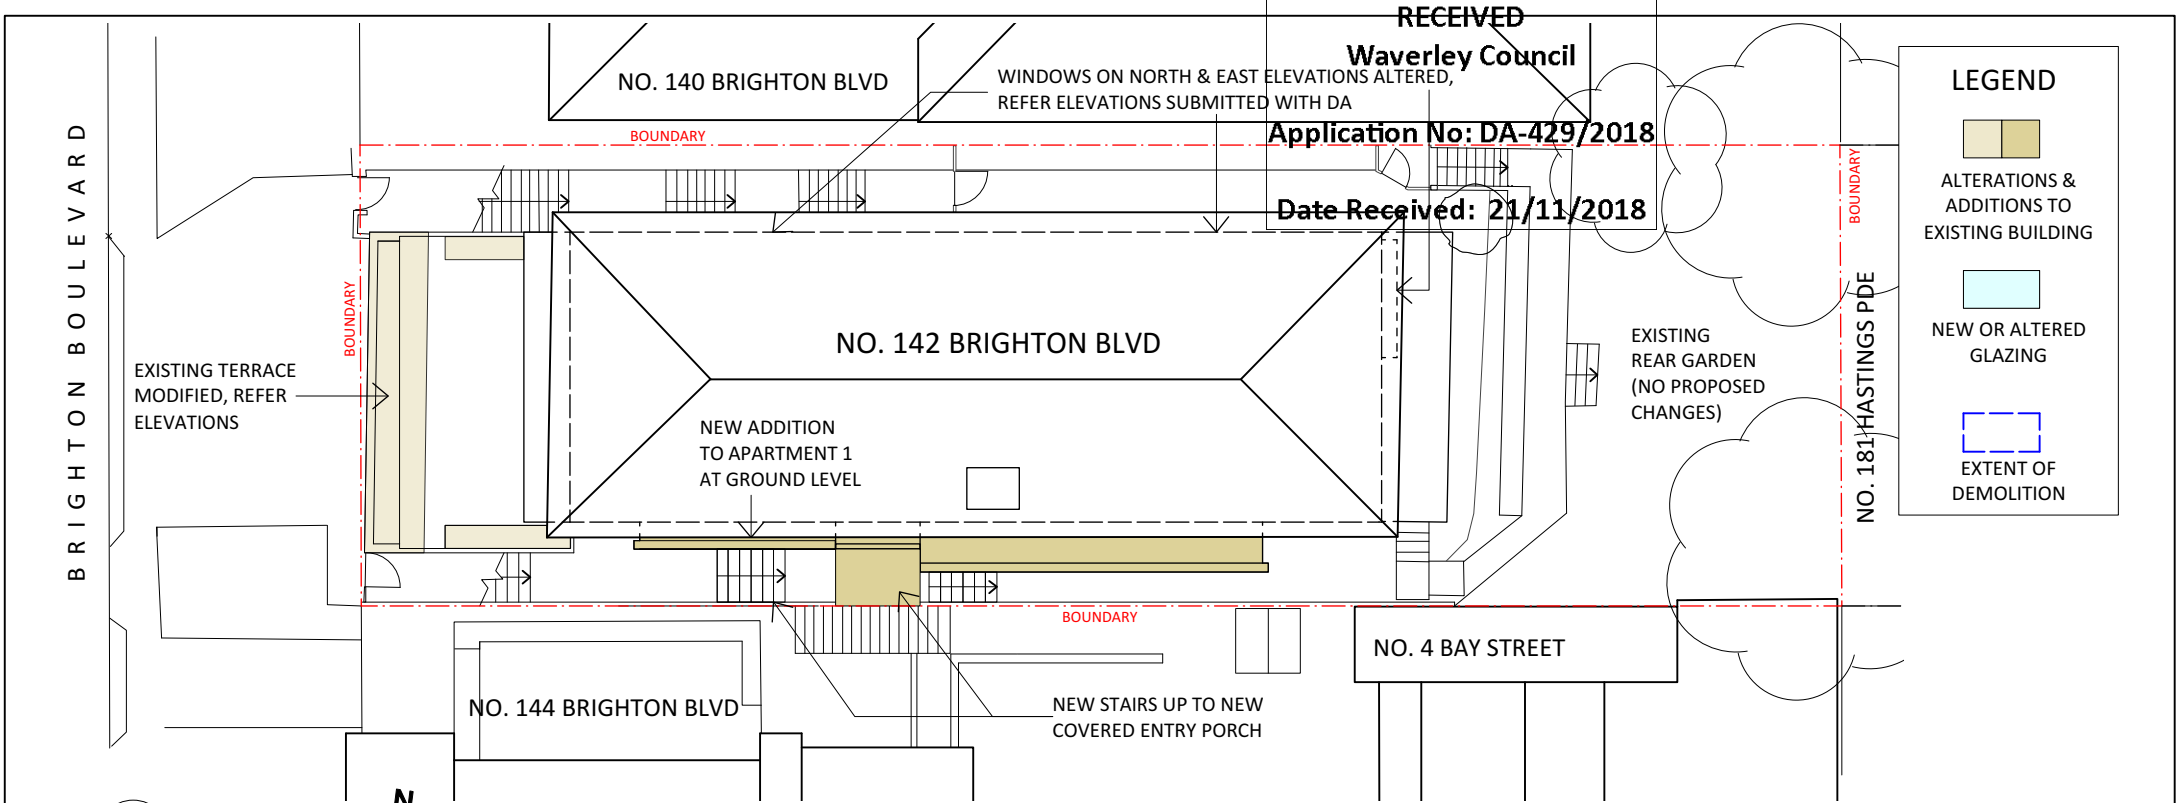 RECEIVED
Waverley Council
Application No: DA-429/2018
Date Received: 21/11/2018
NO. 140 BRIGHTON BLVD
WINDOWS ON NORTH & EAST ELEVATIONS ALTERED,
REFER ELEVATIONS SUBMITTED WITH DA
BOUNDARY
BRIGHTON BOULEVARD
BOUNDARY
EXISTING TERRACE
MODIFIED, REFER
ELEVATIONS
NO. 142 BRIGHTON BLVD
NEW ADDITION
TO APARTMENT 1
AT GROUND LEVEL
EXISTING
REAR GARDEN
(NO PROPOSED
CHANGES)
BOUNDARY
NO. 181 HASTINGS PDE
BOUNDARY
NO. 4 BAY STREET
NO. 144 BRIGHTON BLVD
NEW STAIRS UP TO NEW
COVERED ENTRY PORCH
N
LEGEND
ALTERATIONS &
ADDITIONS TO
EXISTING BUILDING
NEW OR ALTERED
GLAZING
EXTENT OF
DEMOLITION